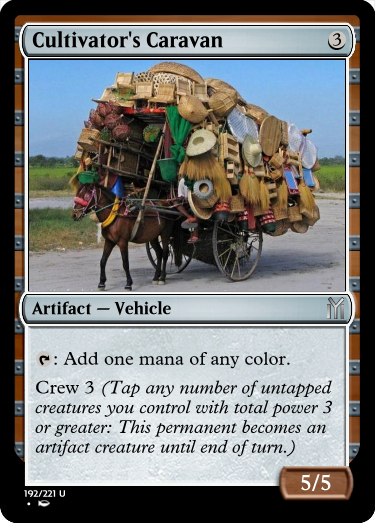 Cultivator's Caravan 3
Artifact — Vehicle
: Add one mana of any color.
Crew 3 (Tap any number of untapped
creatures you control with total power 3
or greater: This permanent becomes an
artifact creature until end of turn.)
5/5
192/221 U